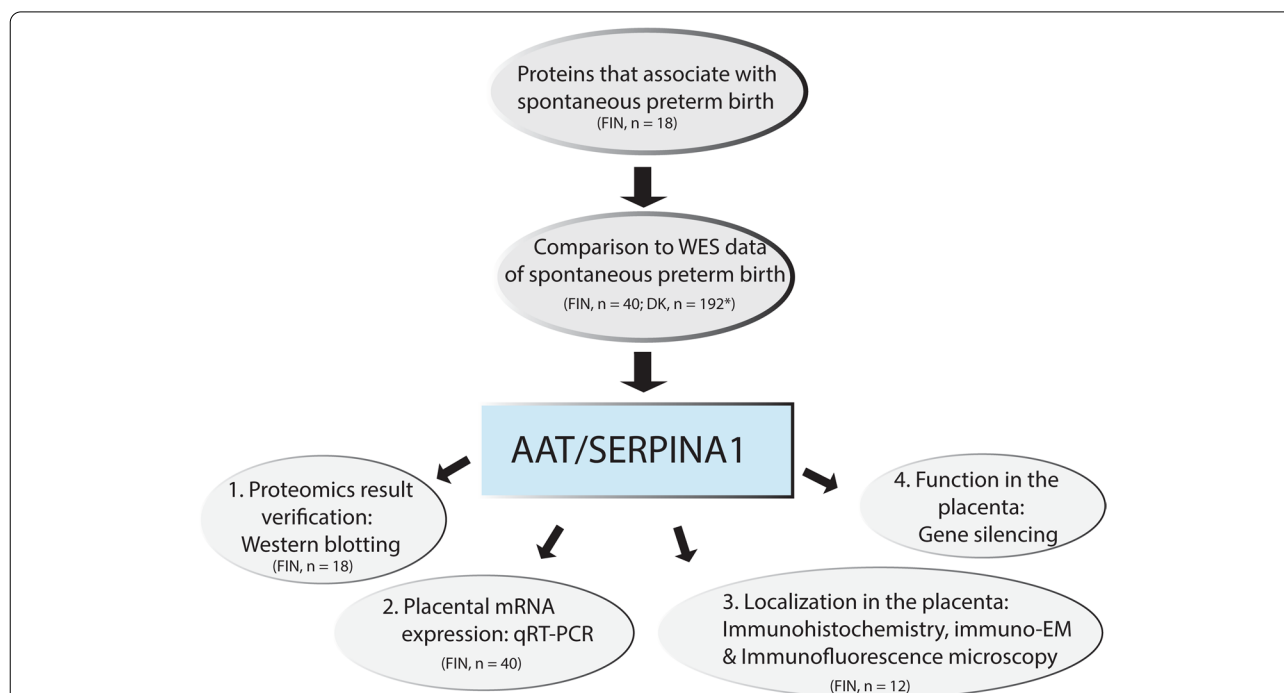 Proteins that associate with
spontaneous preterm birth
(FIN, n = 18)
Comparison to WES data
of spontaneous preterm birth
(FIN, n = 40; DK, n = 192*)
AAT/SERPINA1
1. Proteomics result
verification:
Western blotting
(FIN, n = 18)
2. Placental mRNA
expression: qRT-PCR
(FIN, n = 40)
3. Localization in the placenta:
Immunohistochemistry, immuno-EM
& Immunofluorescence microscopy
(FIN, n = 12)
4. Function in the
placenta:
Gene silencing